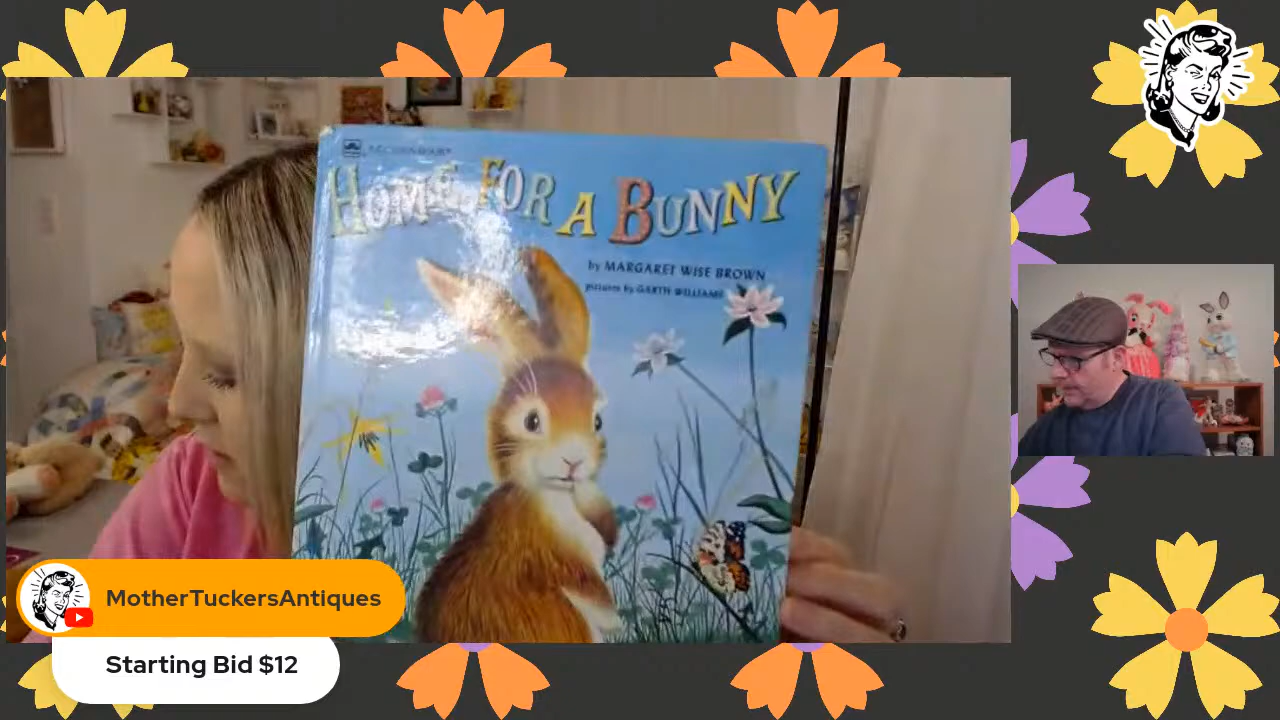 HOME FOR A BUNNY
by MARGARET WISE BROWN
pictures by GARTH WILLIAMS
MotherTuckersAntiques
Starting Bid $12